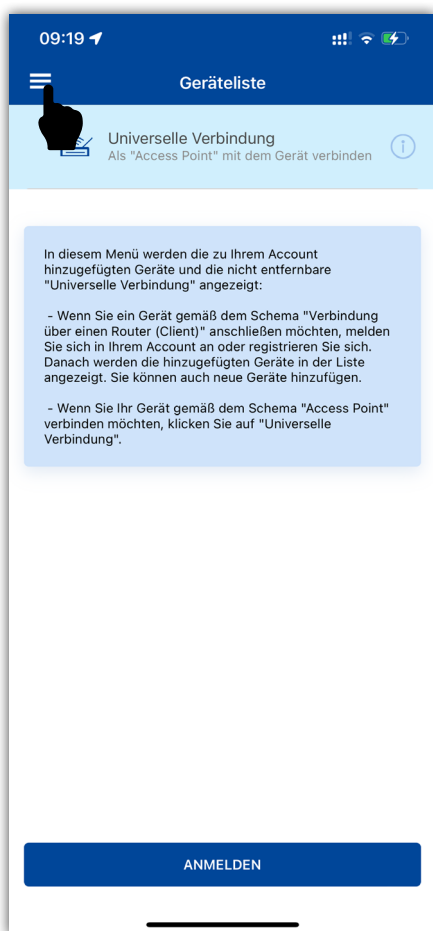 09:19
Geräteliste
Universelle Verbindung
Als "Access Point" mit dem Gerät verbinden
In diesem Menü werden die zu Ihrem Account
hinzugefügten Geräte und die nicht entfernbare
"Universelle Verbindung" angezeigt:
- Wenn Sie ein Gerät gemäß dem Schema "Verbindung
über einen Router (Client)" anschließen möchten, melden
Sie sich in Ihrem Account an oder registrieren Sie sich.
Danach werden die hinzugefügten Geräte in der Liste
angezeigt. Sie können auch neue Geräte hinzufügen.
- Wenn Sie Ihr Gerät gemäß dem Schema "Access Point"
verbinden möchten, klicken Sie auf "Universelle
Verbindung".
ANMELDEN